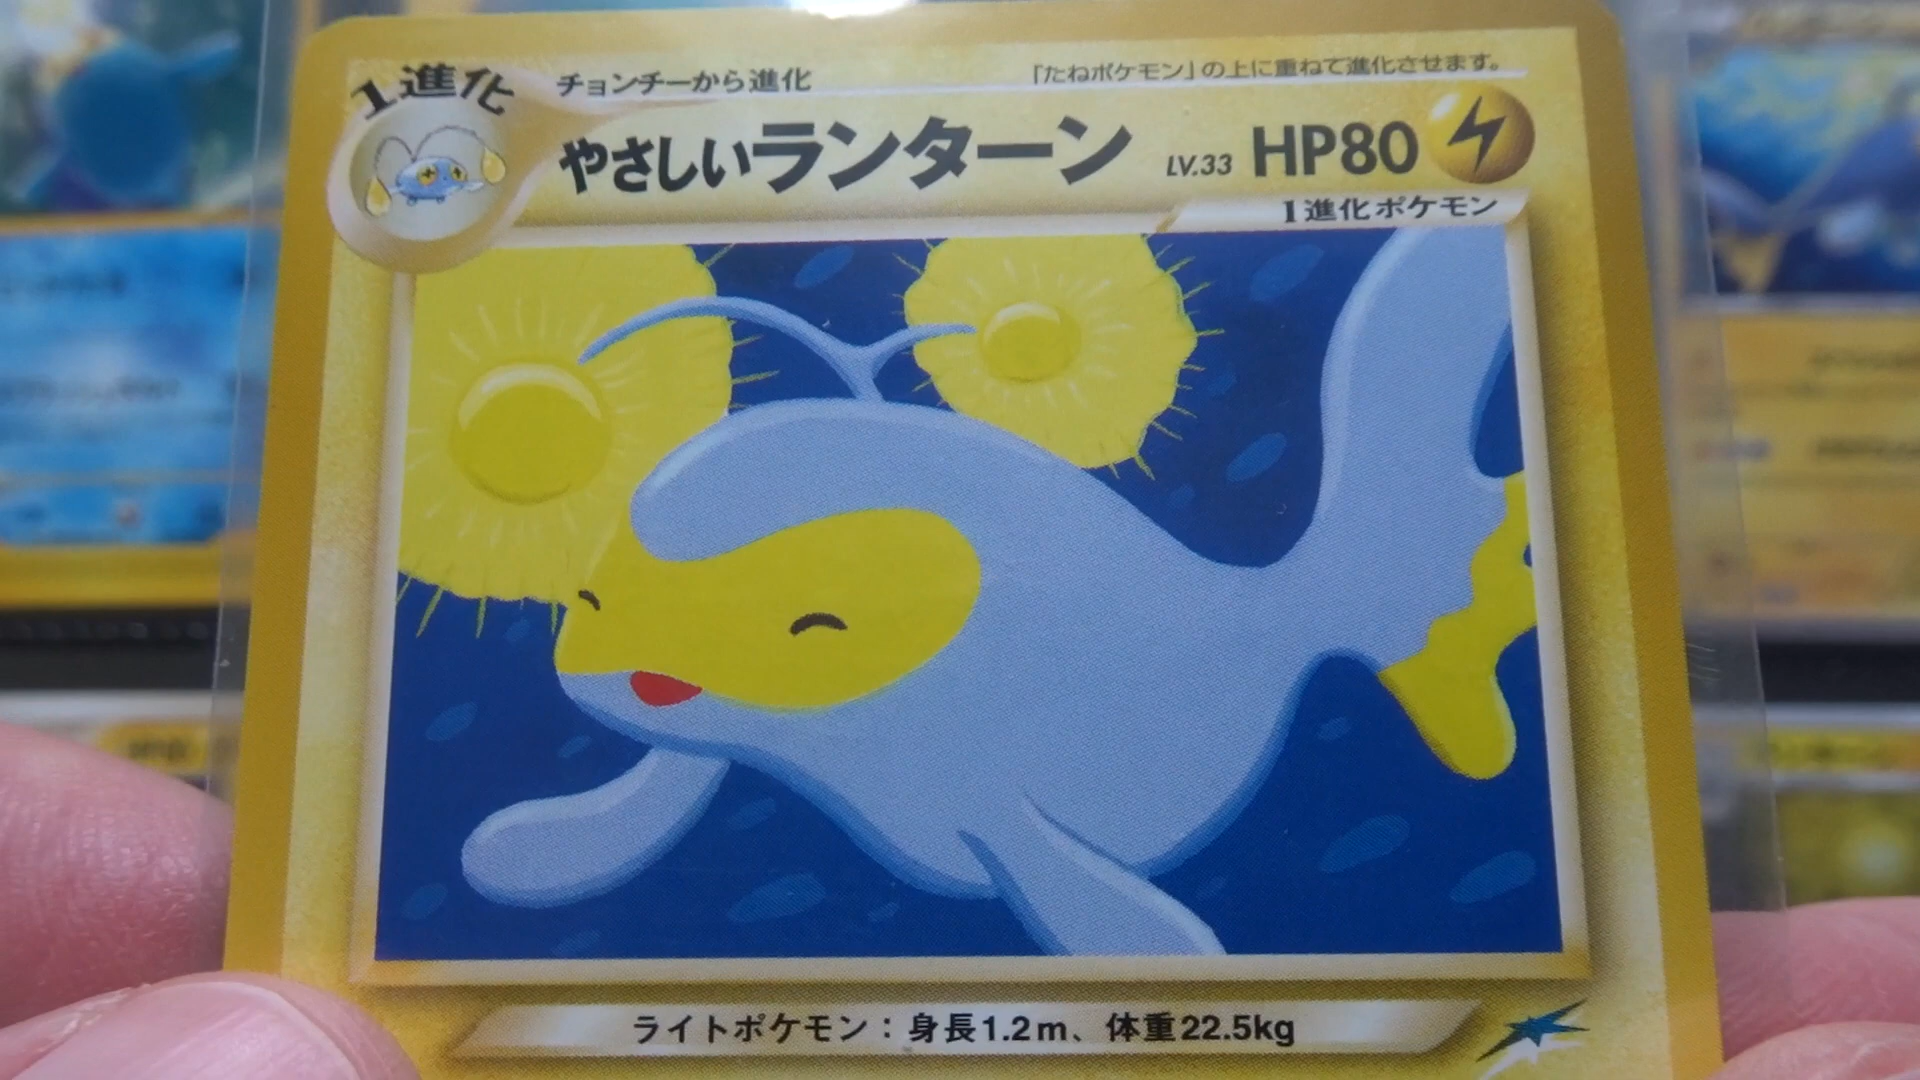 1進化
チョンチーから進化
「たねポケモン」の上に重ねて進化させます。
やさしいランターン LV.33 HP80
1進化ポケモン
ライトポケモン：身長1.2m、体重22.5kg